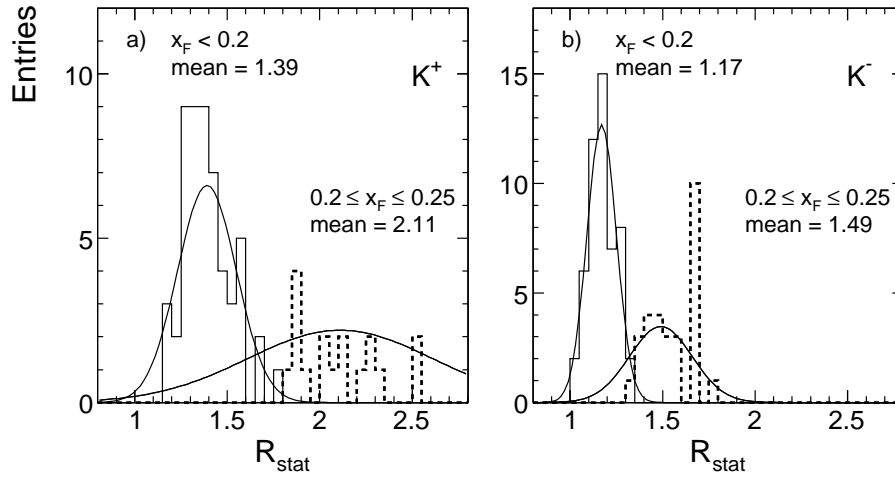 Entries
a)
x_F < 0.2
mean = 1.39
K^+
0.2 ≤ x_F ≤ 0.25
mean = 2.11
10
5
0
1 1.5 2 2.5
R_stat
b)
x_F < 0.2
mean = 1.17
K^-
0.2 ≤ x_F ≤ 0.25
mean = 1.49
15
10
5
0
1 1.5 2 2.5
R_stat